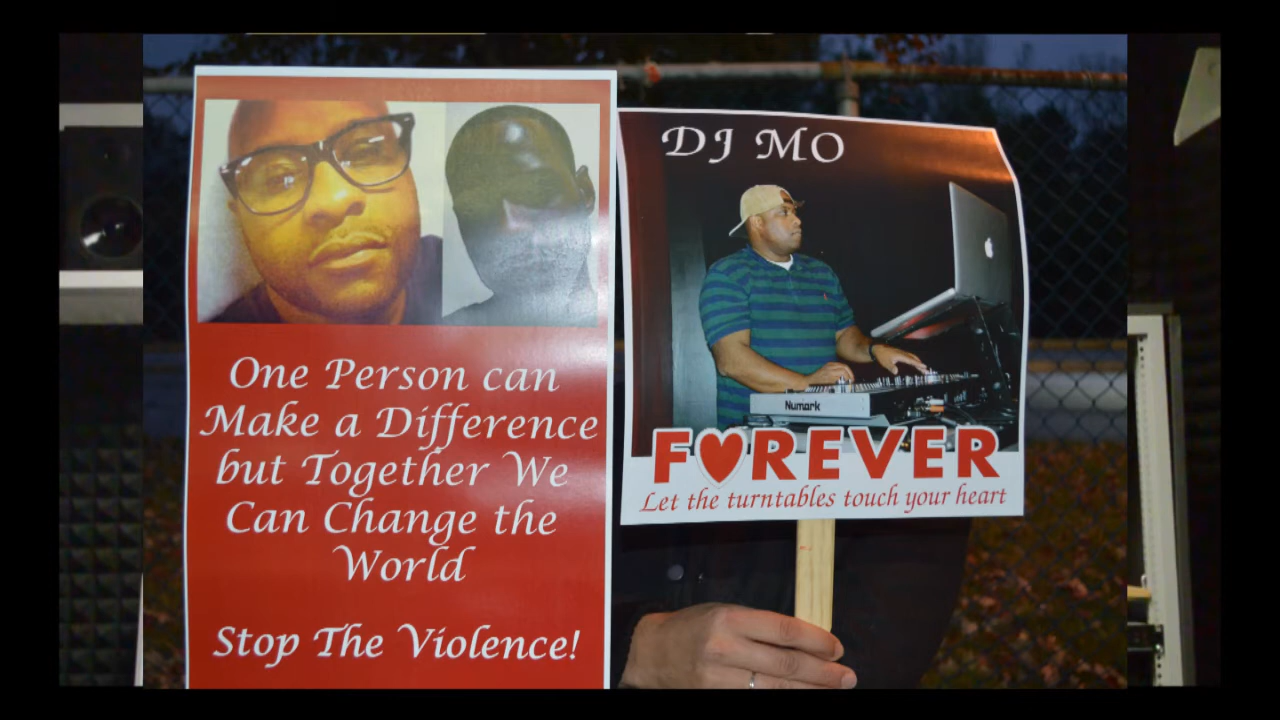 One Person can
Make a Difference
but Together We
Can Change the
World
Stop The Violence!
DJ MO
Numark
FOREVER
Let the turntables touch your heart